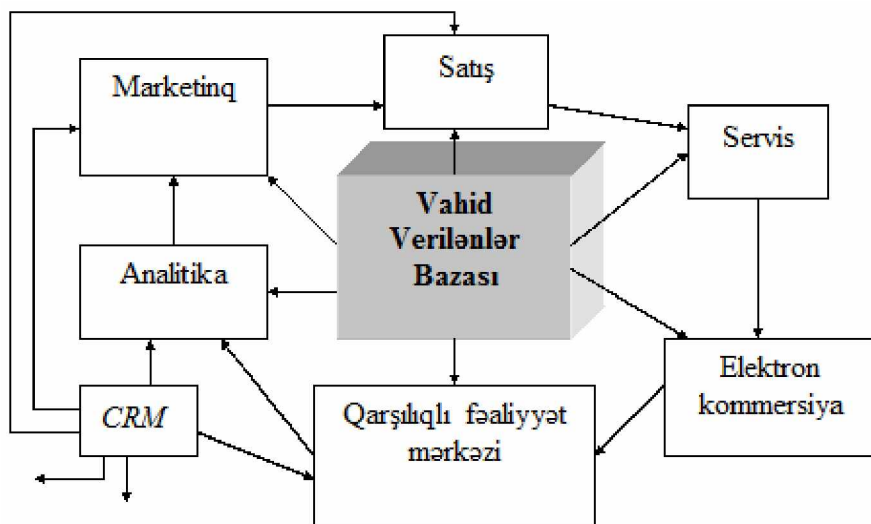 Satış
Marketinq
Servis
Vahid
Verilənlər
Bazası
Analitika
Elektron
kommersiya
CRM
Qarşılıqlı fəaliyyət
mərkəzi